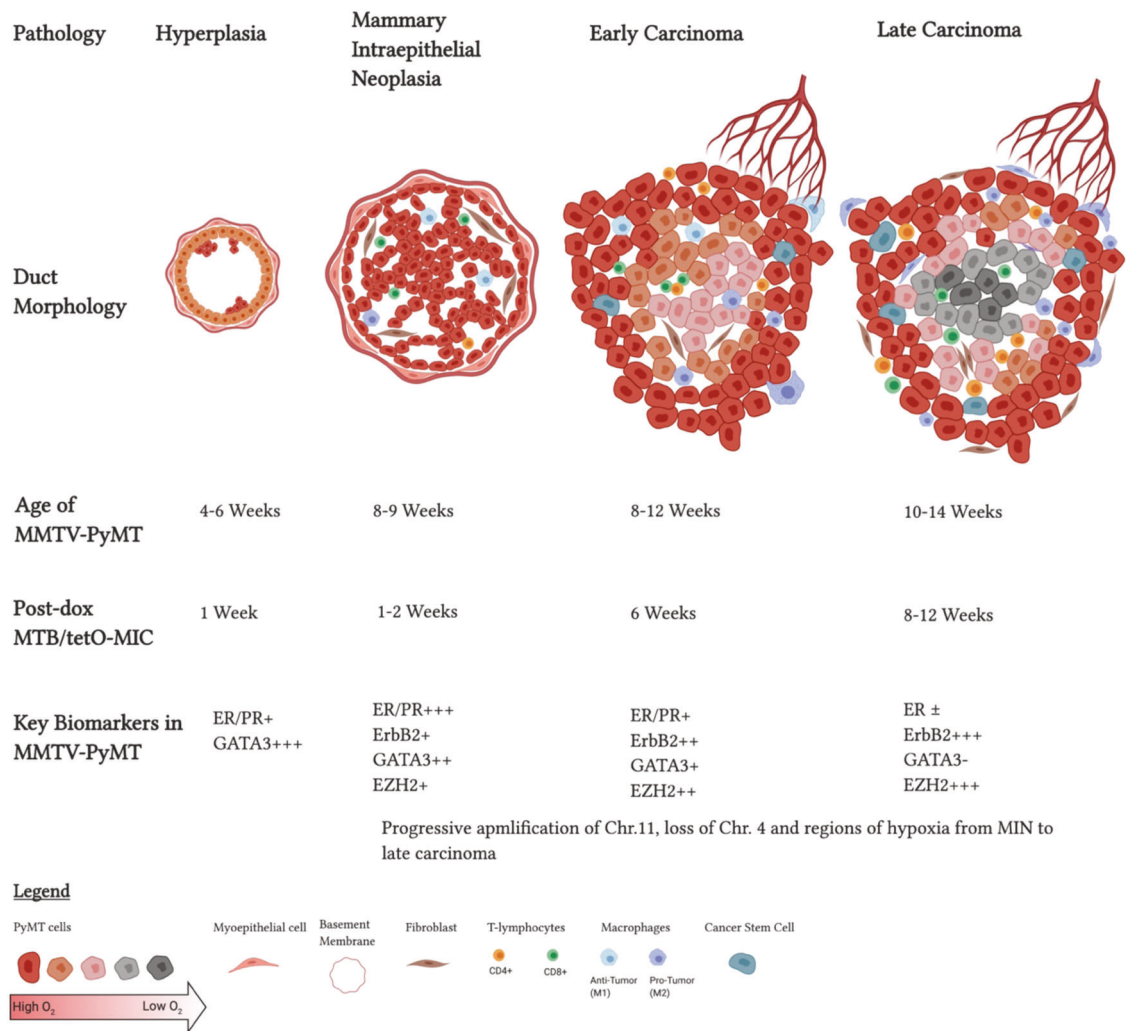 Pathology
Hyperplasia
Mammary
Intraepithelial
Neoplasia
Early Carcinoma
Late Carcinoma
Duct
Morphology
Age of
MMTV-PyMT
4-6 Weeks
8-9 Weeks
8-12 Weeks
10-14 Weeks
Post-dox
MTB/tetO-MIC
1 Week
1-2 Weeks
6 Weeks
8-12 Weeks
Key Biomarkers in
MMTV-PyMT
ER/PR+
GATA3+++
ER/PR+++
ErbB2+
GATA3++
EZH2+
ER/PR+
ErbB2++
GATA3+
EZH2++
ER ±
ErbB2+++
GATA3-
EZH2+++
Progressive apmlification of Chr.11, loss of Chr. 4 and regions of hypoxia from MIN to
late carcinoma
Legend
PyMT cells
High O₂
Low O₂
Myoepithelial cell
Basement
Membrane
Fibroblast
T-lymphocytes
CD4+
CD8+
Macrophages
Anti-Tumor
(M1)
Pro-Tumor
(M2)
Cancer Stem Cell